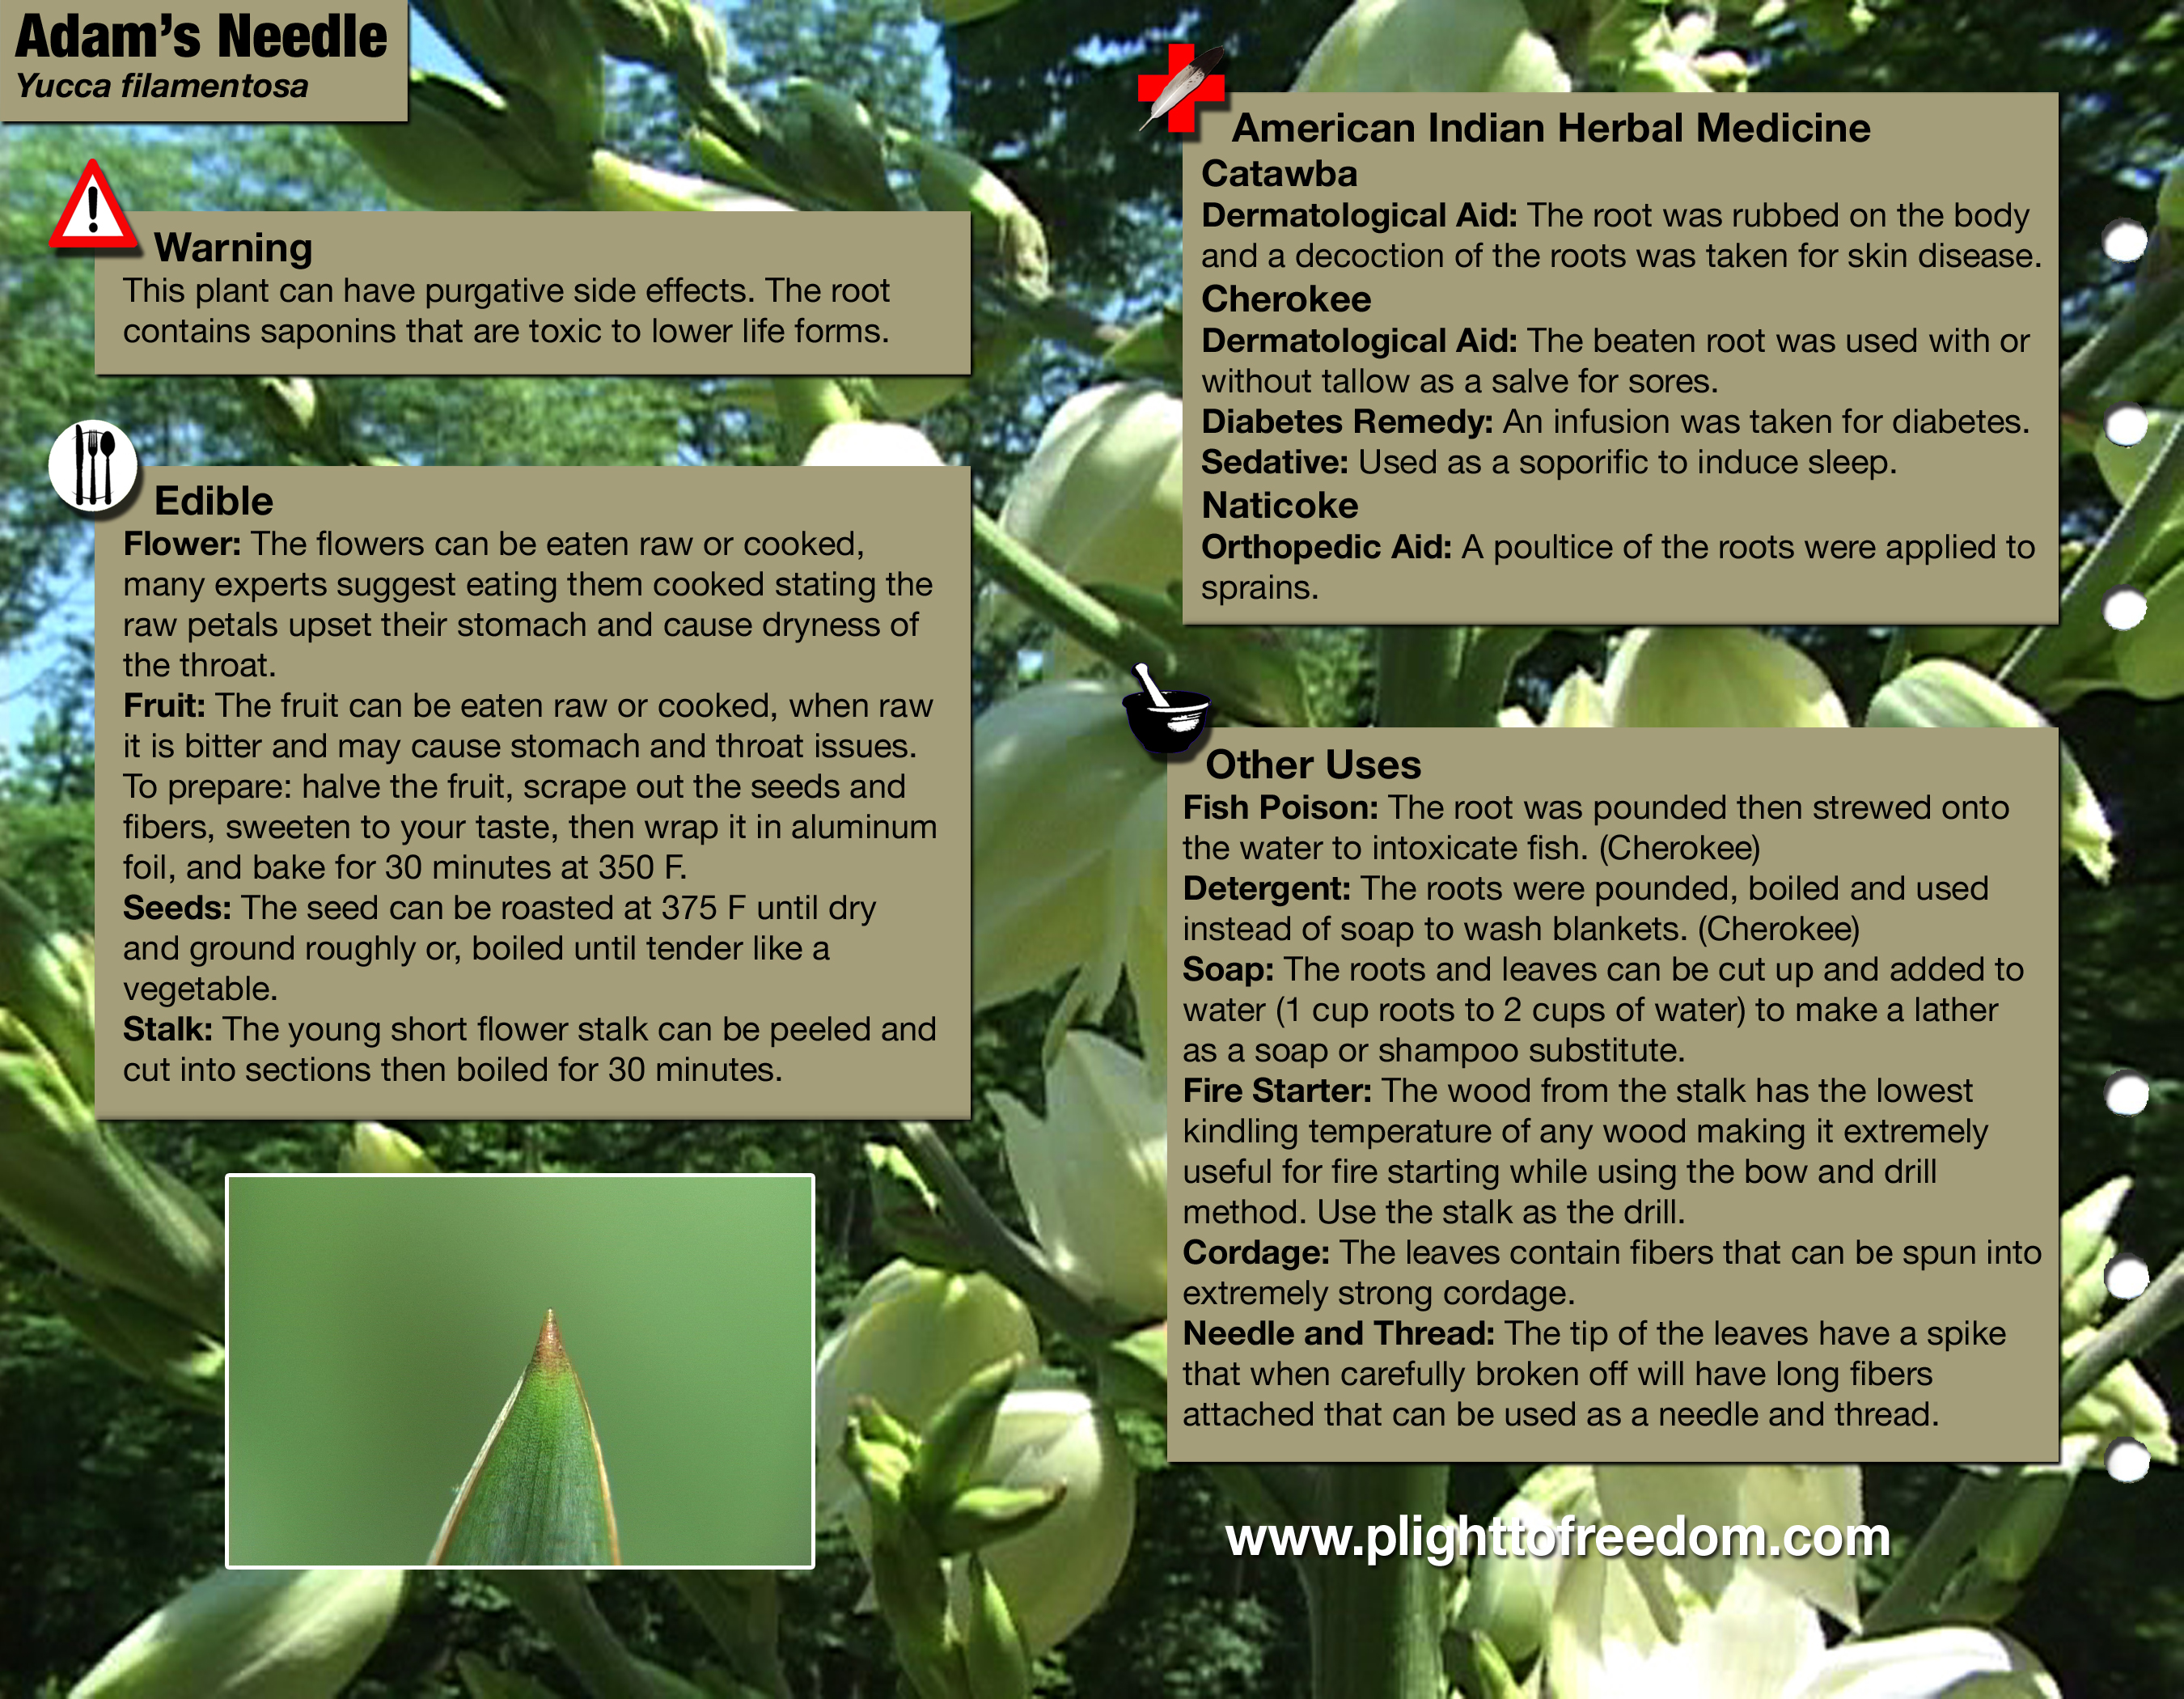 Adam's Needle
Yucca filamentosa
Warning
This plant can have purgative side effects. The root
contains saponins that are toxic to lower life forms.
Edible
Flower: The flowers can be eaten raw or cooked,
many experts suggest eating them cooked stating the
raw petals upset their stomach and cause dryness of
the throat.
Fruit: The fruit can be eaten raw or cooked, when raw
it is bitter and may cause stomach and throat issues.
To prepare: halve the fruit, scrape out the seeds and
fibers, sweeten to your taste, then wrap it in aluminum
foil, and bake for 30 minutes at 350 F.
Seeds: The seed can be roasted at 375 F until dry
and ground roughly or, boiled until tender like a
vegetable.
Stalk: The young short flower stalk can be peeled and
cut into sections then boiled for 30 minutes.
American Indian Herbal Medicine
Catawba
Dermatological Aid: The root was rubbed on the body
and a decoction of the roots was taken for skin disease.
Cherokee
Dermatological Aid: The beaten root was used with or
without tallow as a salve for sores.
Diabetes Remedy: An infusion was taken for diabetes.
Sedative: Used as a soporific to induce sleep.
Naticoke
Orthopedic Aid: A poultice of the roots were applied to
sprains.
Other Uses
Fish Poison: The root was pounded then strewed onto
the water to intoxicate fish. (Cherokee)
Detergent: The roots were pounded, boiled and used
instead of soap to wash blankets. (Cherokee)
Soap: The roots and leaves can be cut up and added to
water (1 cup roots to 2 cups of water) to make a lather
as a soap or shampoo substitute.
Fire Starter: The wood from the stalk has the lowest
kindling temperature of any wood making it extremely
useful for fire starting while using the bow and drill
method. Use the stalk as the drill.
Cordage: The leaves contain fibers that can be spun into
extremely strong cordage.
Needle and Thread: The tip of the leaves have a spike
that when carefully broken off will have long fibers
attached that can be used as a needle and thread.
www.plighttofreedom.com